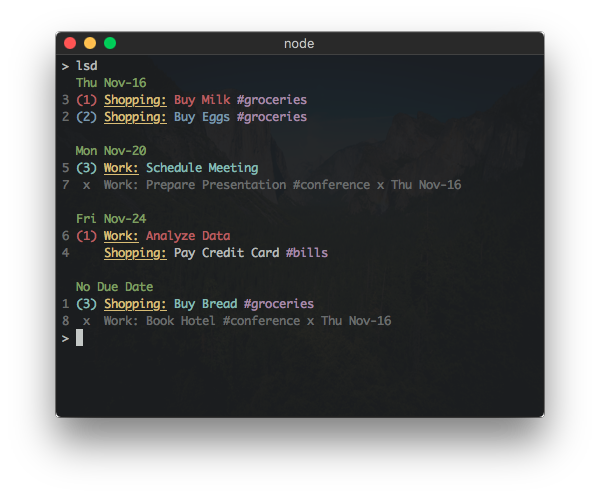 node
> lsd
Thu Nov-16
3 (1) Shopping: Buy Milk #groceries
2 (2) Shopping: Buy Eggs #groceries
Mon Nov-20
5 (3) Work: Schedule Meeting
7 x Work: Prepare Presentation #conference x Thu Nov-16
Fri Nov-24
6 (1) Work: Analyze Data
4 Shopping: Pay Credit Card #bills
No Due Date
1 (3) Shopping: Buy Bread #groceries
8 x Work: Book Hotel #conference x Thu Nov-16
>